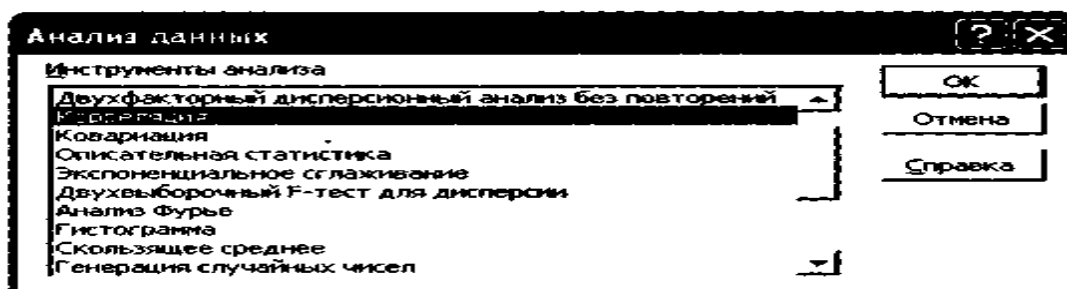 Анализ данных
Инструменты анализа
Двухфакторный дисперсионный анализ без повторений
Корреляция
Ковариация
Описательная статистика
Экспоненциальное сглаживание
Двухвыборочный F-тест для дисперсии
Анализ Фурье
Гистограмма
Скользящее среднее
Генерация случайных чисел
ОК
Отмена
Справка